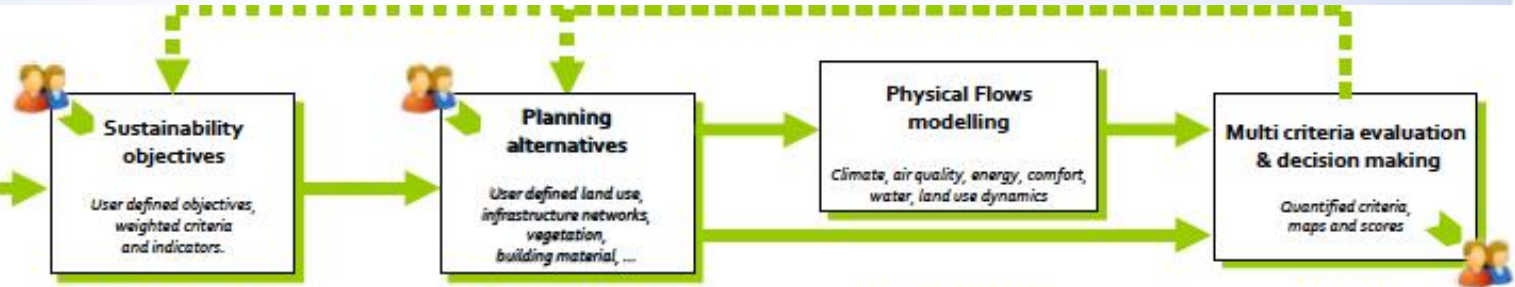 Sustainability
objectives
User defined objectives,
weighted criteria
and indicators.
Planning
alternatives
User defined land use,
infrastructure networks,
vegetation,
building material, ...
Physical Flows
modelling
Climate, air quality, energy, comfort,
water, land use dynamics
Multi criteria evaluation
& decision making
Quantified criteria,
maps and scores